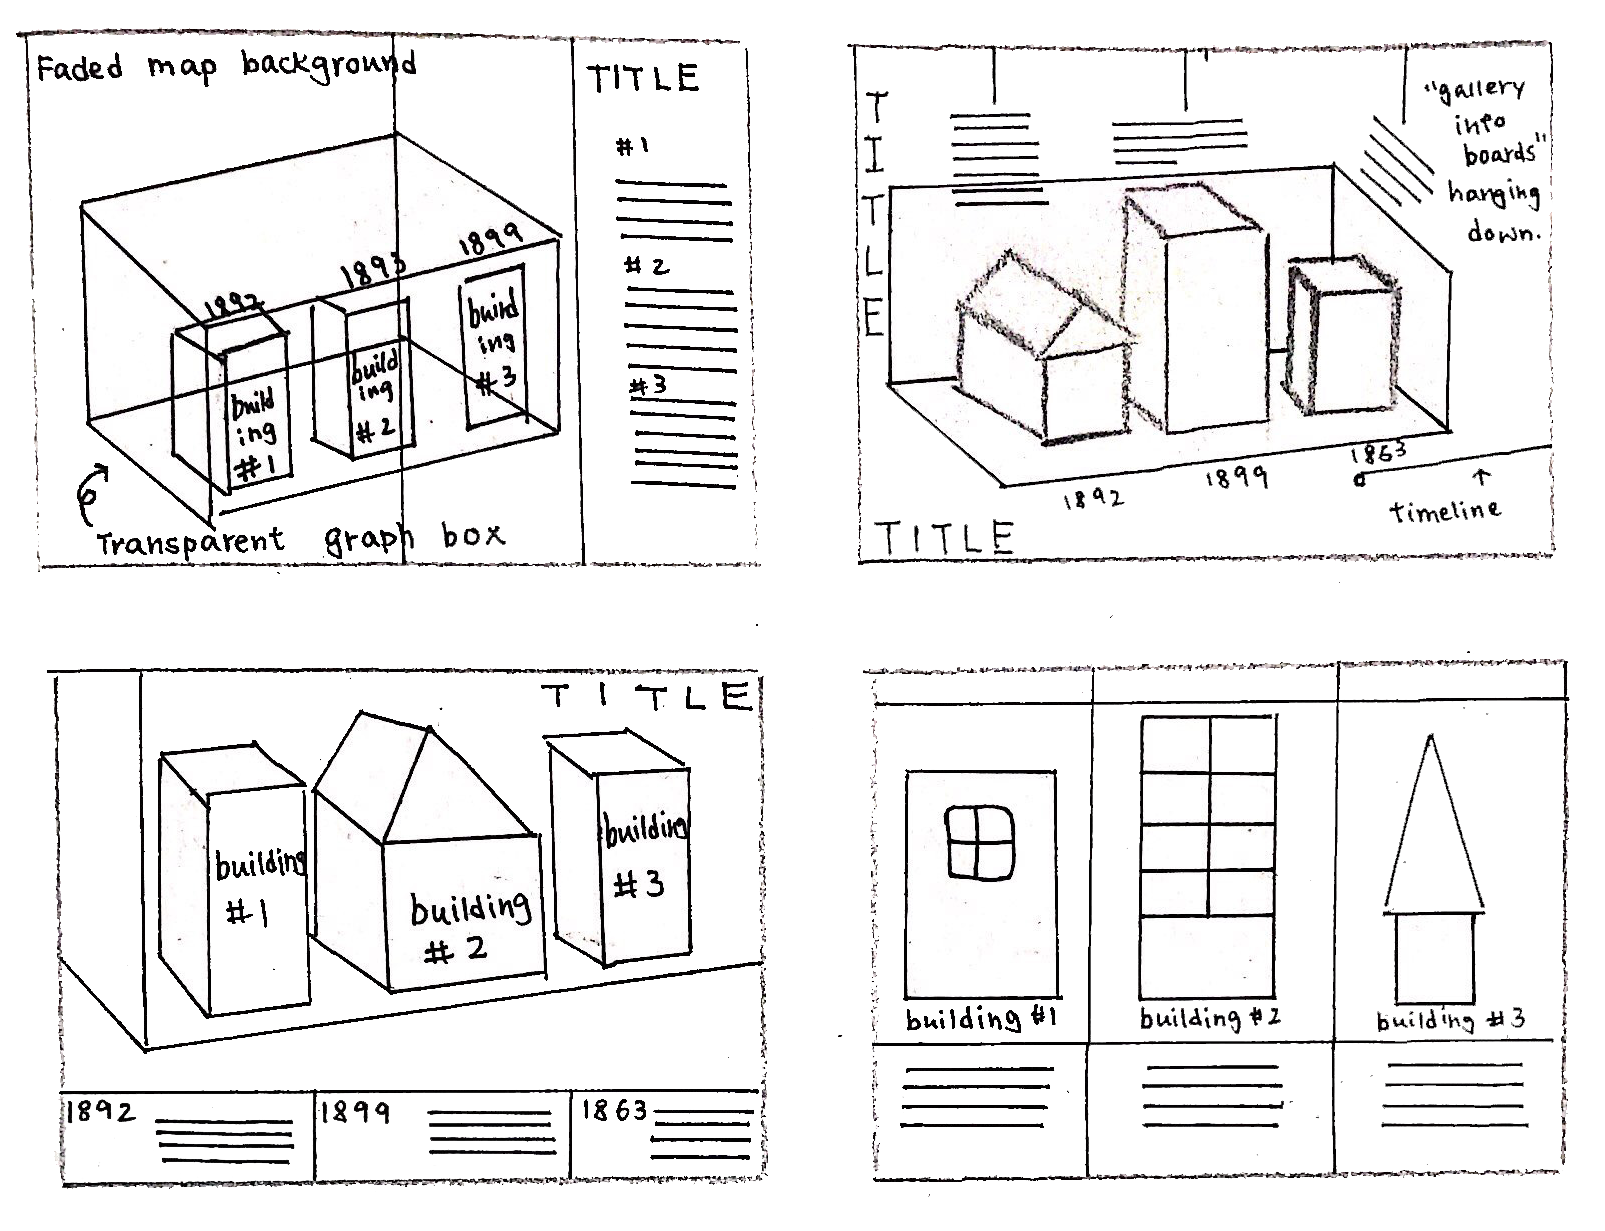 Faded map background
TITLE
#1
#2
#3
1892
1893
1899
build
ing
#1
build
ing
#2
build
ing
#3
Transparent graph box
TITLE
"gallery
info
boards"
hanging
down.
1892
1899
1863
timeline
TITLE
TITLE
building
#1
building
#2
building
#3
1892
1899
1863
building #1
building #2
building #3